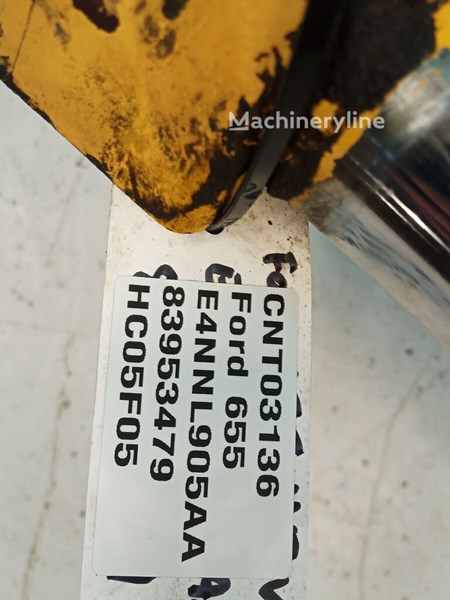 Machineryline
CNT03136
Ford 655
E4NNL905AA
83953479
HC05F05